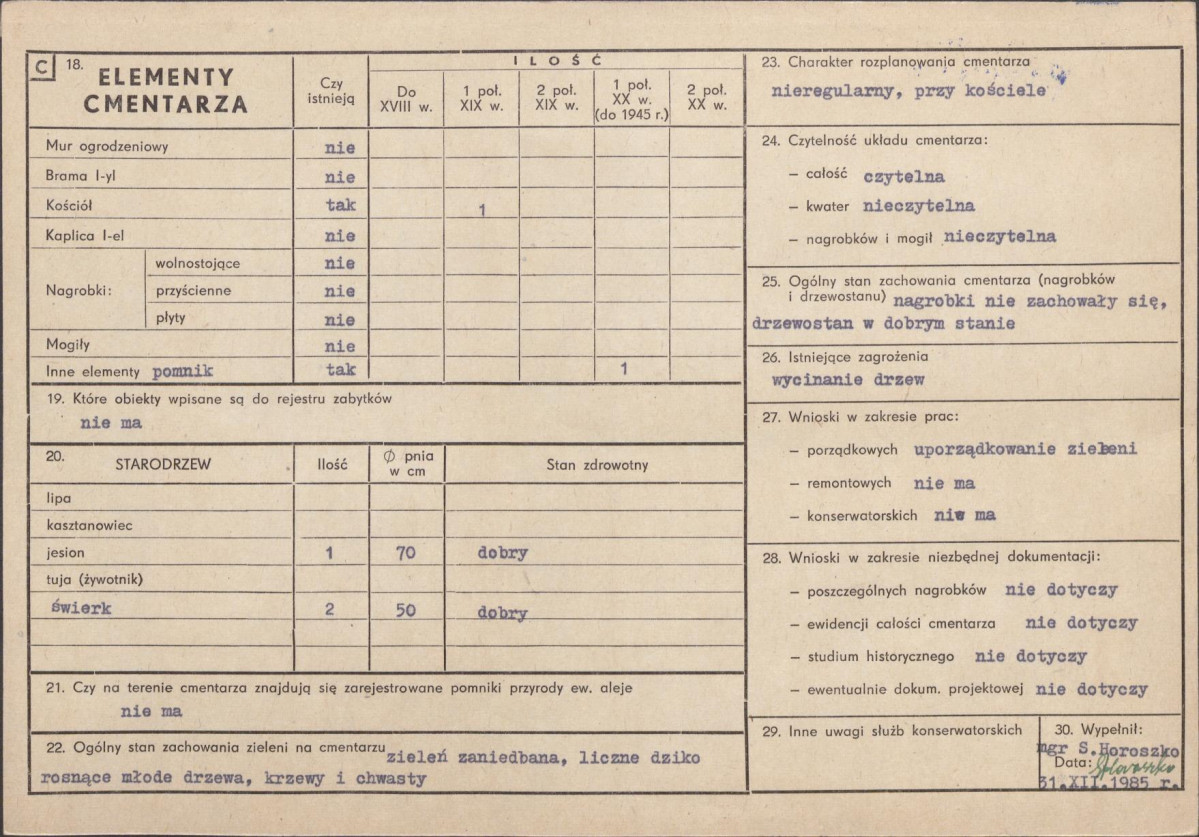 C 18. ELEMENTY CMENTARZA
Czy istnieją
ILOŚĆ
Do XVIII w.
1 poł. XIX w.
2 poł. XIX w.
1 poł. XX w. (do 1945 r.)
2 poł. XX w.
Mur ogrodzeniowy nie
Brama I-yl nie
Kościół tak 1
Kaplica I-el nie
Nagrobki: wolnostojące nie
przyścienne nie
płyty nie
Mogiły nie
Inne elementy pomnik tak 1
19. Które obiekty wpisane są do rejestru zabytków
nie ma
20. STARODRZEW Ilość Ø pnia w cm Stan zdrowotny
lipa
kasztanowiec
jesion 1 70 dobry
tuja (żywotnik)
świerk 2 50 dobry
21. Czy na terenie cmentarza znajdują się zarejestrowane pomniki przyrody ew. aleje
nie ma
22. Ogólny stan zachowania zieleni na cmentarzu zieleń zaniedbana, liczne dziko
rosnące młode drzewa, krzewy i chwasty
23. Charakter rozplanowania cmentarza
nieregularny, przy kościele
24. Czytelność układu cmentarza:
– całość czytelna
– kwater nieczytelna
– nagrobków i mogił nieczytelna
25. Ogólny stan zachowania cmentarza (nagrobków
i drzewostanu) nagrobki nie zachowały się,
drzewostan w dobrym stanie
26. Istniejące zagrożenia
wycinanie drzew
27. Wnioski w zakresie prac:
– porządkowych uporządkowanie zieleni
– remontowych nie ma
– konserwatorskich nie ma
28. Wnioski w zakresie niezbędnej dokumentacji:
– poszczególnych nagrobków nie dotyczy
– ewidencji całości cmentarza nie dotyczy
– studium historycznego nie dotyczy
– ewentualnie dokum. projektowej nie dotyczy
29. Inne uwagi służb konserwatorskich
30. Wypełnił:
mgr S.Horoszko
Data: SHoroszko
31.XII.1985 r.